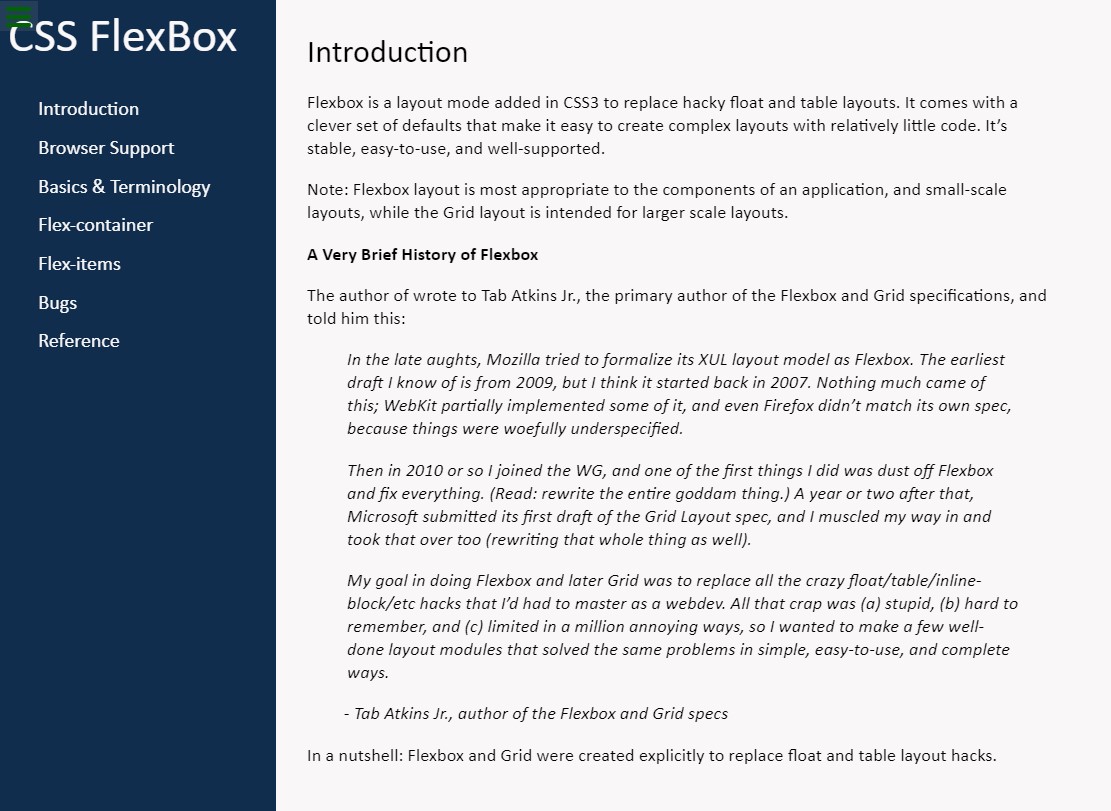 CSS FlexBox
Introduction
Browser Support
Basics & Terminology
Flex-container
Flex-items
Bugs
Reference
Introduction
Flexbox is a layout mode added in CSS3 to replace hacky float and table layouts. It comes with a
clever set of defaults that make it easy to create complex layouts with relatively little code. It’s
stable, easy-to-use, and well-supported.
Note: Flexbox layout is most appropriate to the components of an application, and small-scale
layouts, while the Grid layout is intended for larger scale layouts.
A Very Brief History of Flexbox
The author of wrote to Tab Atkins Jr., the primary author of the Flexbox and Grid specifications, and
told him this:
In the late aughts, Mozilla tried to formalize its XUL layout model as Flexbox. The earliest
draft I know of is from 2009, but I think it started back in 2007. Nothing much came of
this; WebKit partially implemented some of it, and even Firefox didn’t match its own spec,
because things were woefully underspecified.
Then in 2010 or so I joined the WG, and one of the first things I did was dust off Flexbox
and fix everything. (Read: rewrite the entire goddam thing.) A year or two after that,
Microsoft submitted its first draft of the Grid Layout spec, and I muscled my way in and
took that over too (rewriting that whole thing as well).
My goal in doing Flexbox and later Grid was to replace all the crazy float/table/inline-
block/etc hacks that I’d had to master as a webdev. All that crap was (a) stupid, (b) hard to
remember, and (c) limited in a million annoying ways, so I wanted to make a few well-
done layout modules that solved the same problems in simple, easy-to-use, and complete
ways.
- Tab Atkins Jr., author of the Flexbox and Grid specs
In a nutshell: Flexbox and Grid were created explicitly to replace float and table layout hacks.